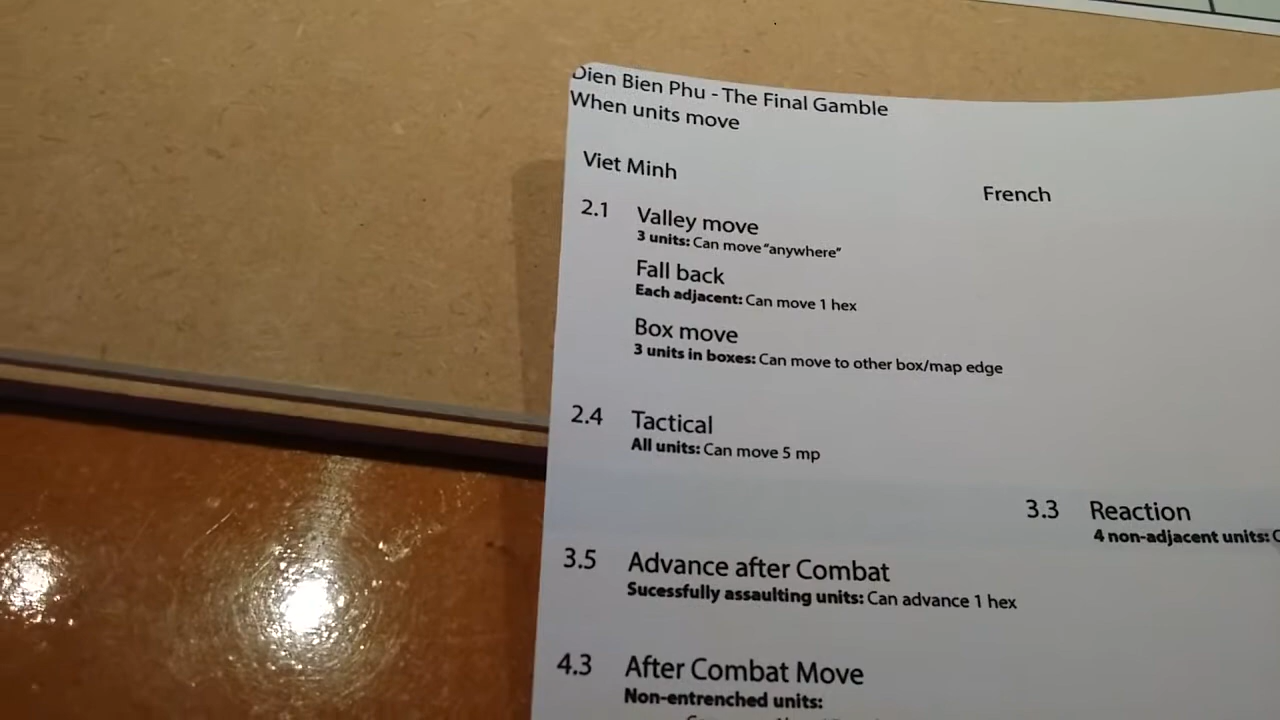 Dien Bien Phu - The Final Gamble
When units move
Viet Minh
French
2.1 Valley move
3 units: Can move "anywhere"
Fall back
Each adjacent: Can move 1 hex
Box move
3 units in boxes: Can move to other box/map edge
2.4 Tactical
All units: Can move 5 mp
3.3 Reaction
4 non-adjacent units:
3.5 Advance after Combat
Sucessfully assaulting units: Can advance 1 hex
4.3 After Combat Move
Non-entrenched units: